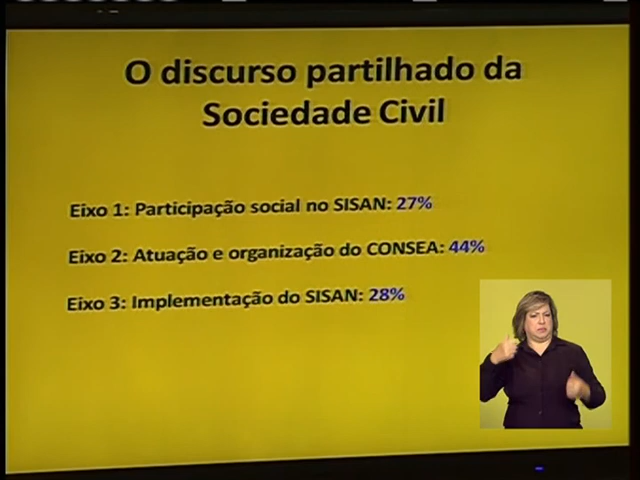 O discurso partilhado da
Sociedade Civil
Eixo 1: Participação social no SISAN: 27%
Eixo 2: Atuação e organização do CONSEA: 44%
Eixo 3: Implementação do SISAN: 28%